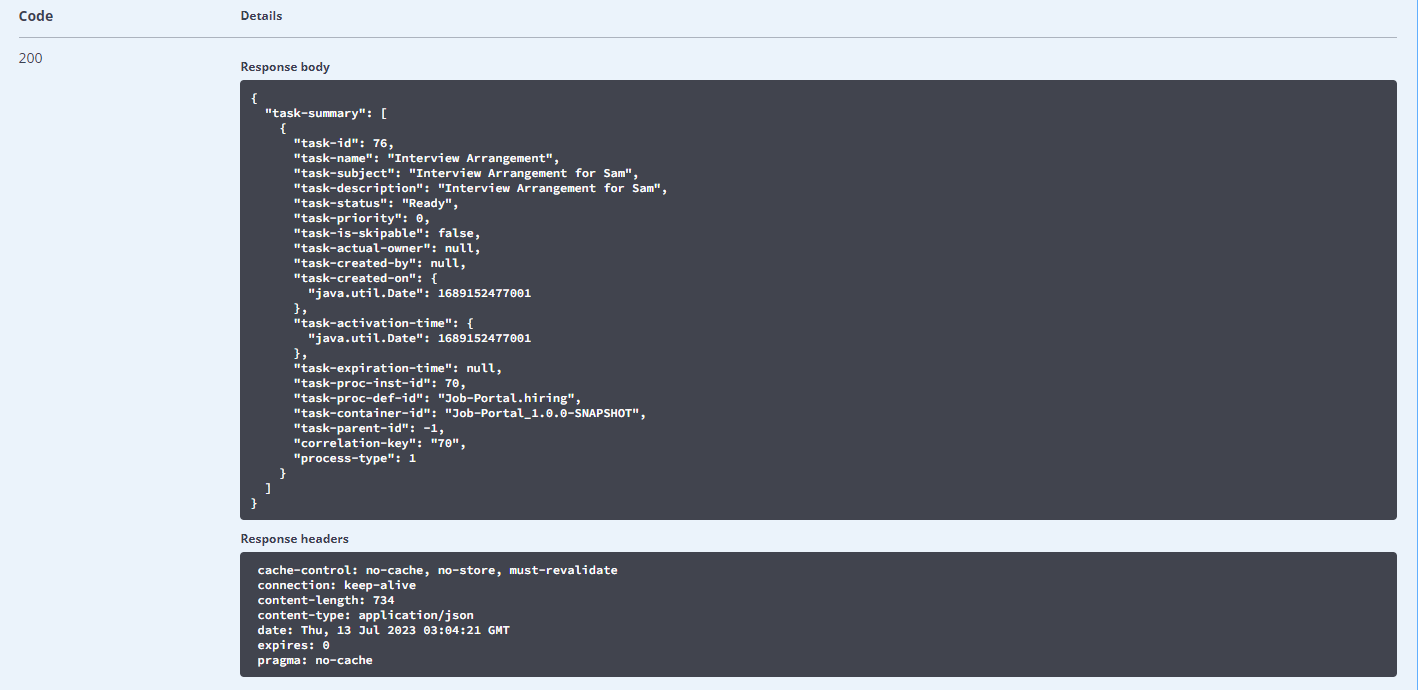 Code Details
200
Response body
{
"task-summary": [
{
"task-id": 76,
"task-name": "Interview Arrangement",
"task-subject": "Interview Arrangement for Sam",
"task-description": "Interview Arrangement for Sam",
"task-status": "Ready",
"task-priority": 0,
"task-is-skipable": false,
"task-actual-owner": null,
"task-created-by": null,
"task-created-on": {
"java.util.Date": 1689152477001
},
"task-activation-time": {
"java.util.Date": 1689152477001
},
"task-expiration-time": null,
"task-proc-inst-id": 70,
"task-proc-def-id": "Job-Portal.hiring",
"task-container-id": "Job-Portal_1.0.0-SNAPSHOT",
"task-parent-id": -1,
"correlation-key": "70",
"process-type": 1
}
]
}
Response headers
cache-control: no-cache, no-store, must-revalidate
connection: keep-alive
content-length: 734
content-type: application/json
date: Thu, 13 Jul 2023 03:04:21 GMT
expires: 0
pragma: no-cache